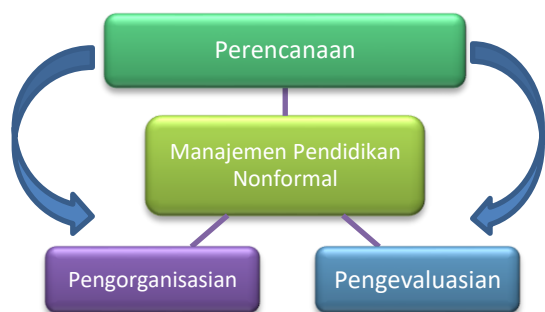 Perencanaan
Manajemen Pendidikan
Nonformal
Pengorganisasian
Pengevaluasian